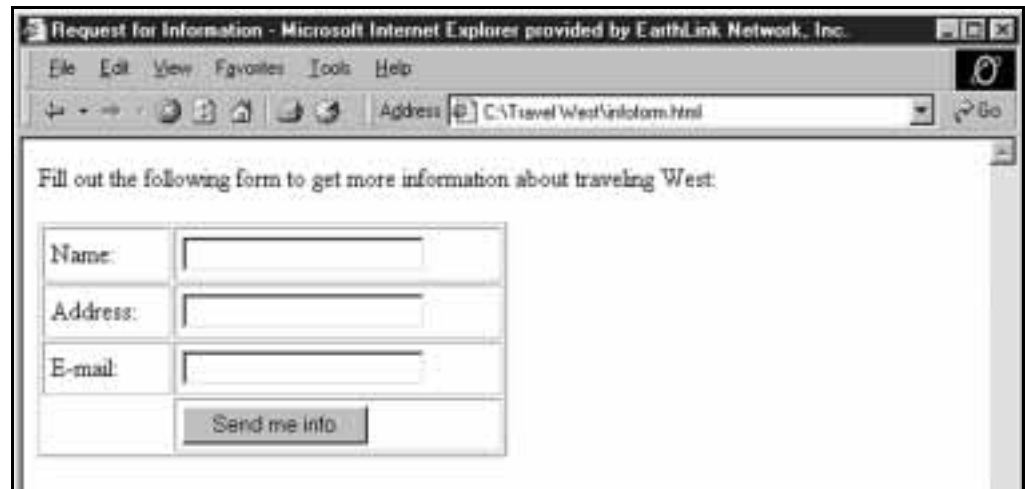 Request for Information - Microsoft Internet Explorer provided by EarthLink Network, Inc.
File Edit View Favorites Tools Help
Address C:\Travel West\infoform.html Go
Fill out the following form to get more information about traveling West:
Name:
Address:
E-mail:
Send me info